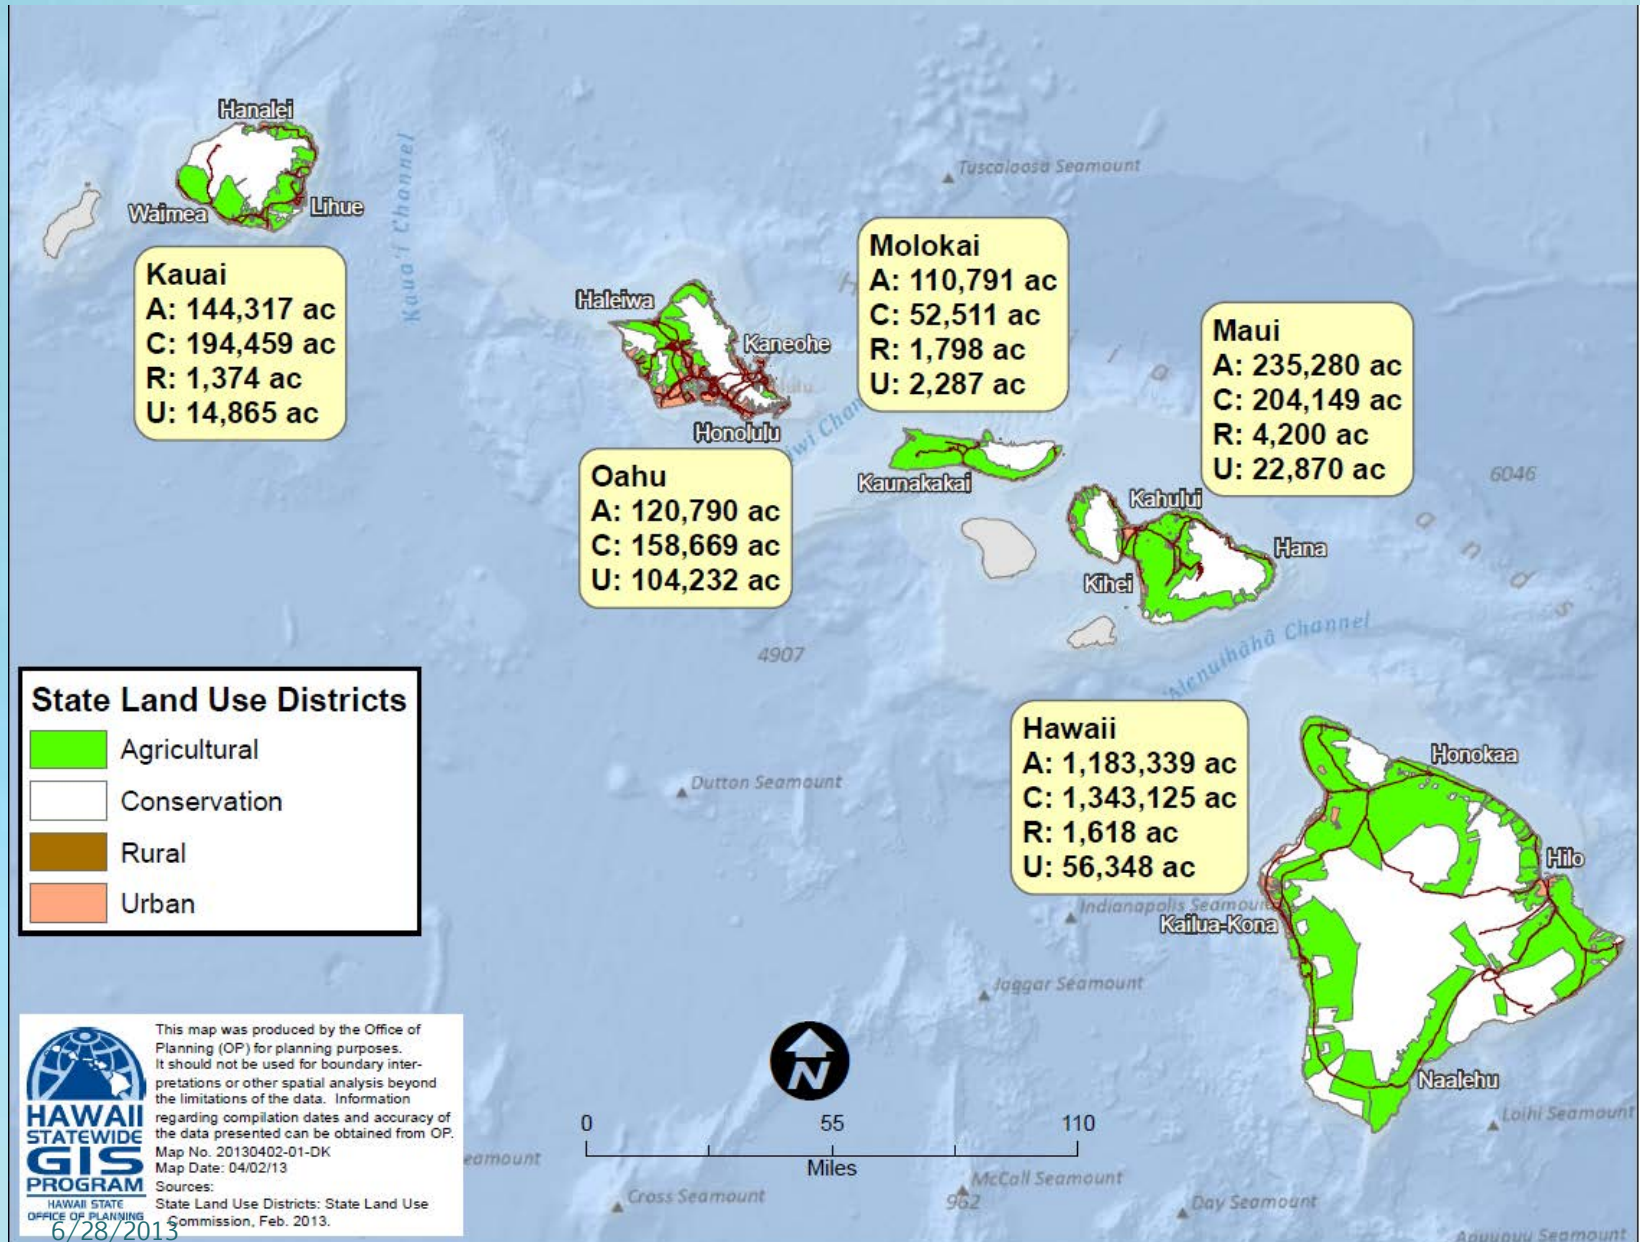 Hanalei
Waimea
Lihue
Kaua'i Channel
Kauai
A: 144,317 ac
C: 194,459 ac
R: 1,374 ac
U: 14,865 ac
Tuscaloosa Seamount
Haleiwa
Kaneohe
Honolulu
Oahu
A: 120,790 ac
C: 158,669 ac
U: 104,232 ac
Molokai
A: 110,791 ac
C: 52,511 ac
R: 1,798 ac
U: 2,287 ac
Kaunakakai
Maui
A: 235,280 ac
C: 204,149 ac
R: 4,200 ac
U: 22,870 ac
6046
Kahului
Hana
Kihei
'Alenuihāhā Channel
4907
State Land Use Districts
Agricultural
Conservation
Rural
Urban
Dutton Seamount
Hawaii
A: 1,183,339 ac
C: 1,343,125 ac
R: 1,618 ac
U: 56,348 ac
Honokaa
Hilo
Indianapolis Seamount
Kailua-Kona
Jaggar Seamount
Naalehu
Loihi Seamount
HAWAII
STATEWIDE
GIS
PROGRAM
HAWAII STATE
OFFICE OF PLANNING
This map was produced by the Office of
Planning (OP) for planning purposes.
It should not be used for boundary inter-
pretations or other spatial analysis beyond
the limitations of the data. Information
regarding compilation dates and accuracy of
the data presented can be obtained from OP.
Map No. 20130402-01-DK
Map Date: 04/02/13
Sources:
State Land Use Districts: State Land Use
Commission, Feb. 2013.
6/28/2013
N
0 55 110
Miles
Cross Seamount
McCall Seamount
962
Day Seamount
Apuupuu Seamount